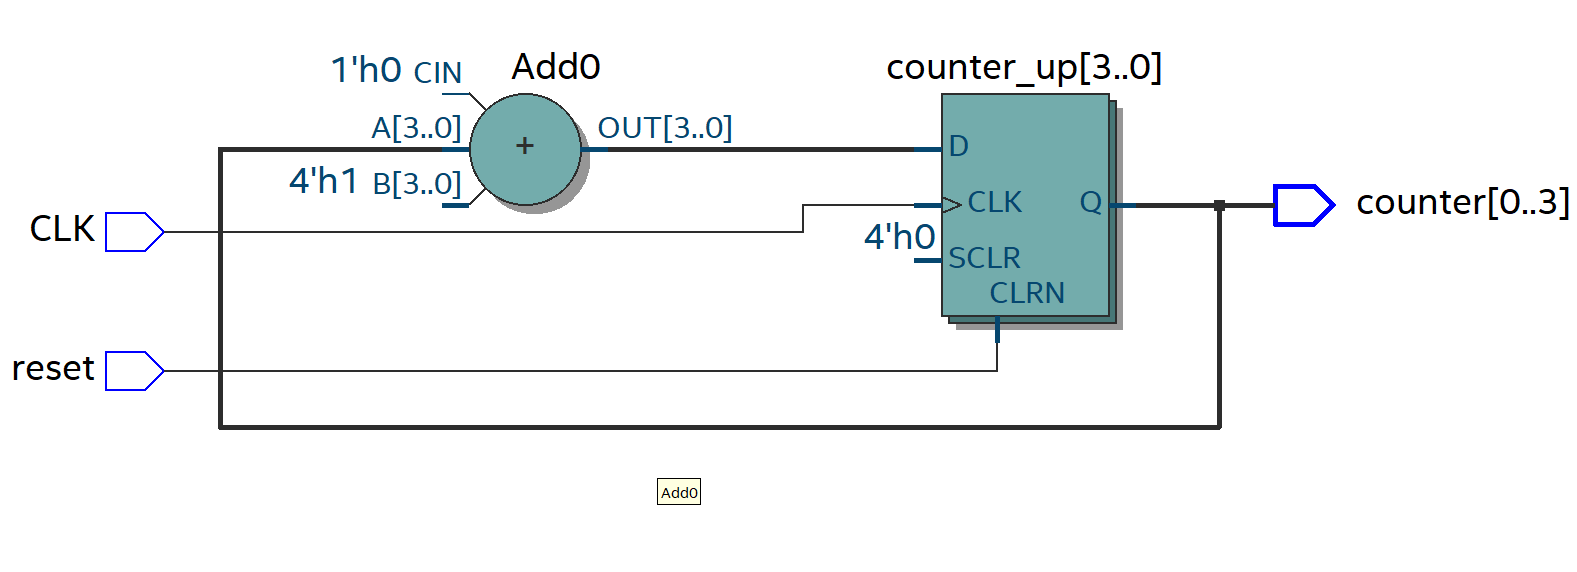 1'h0 CIN
Add0
counter_up[3..0]
A[3..0]
OUT[3..0]
+
D
4'h1 B[3..0]
CLK
CLK
Q
counter[0..3]
4'h0
SCLR
CLRN
reset
Add0